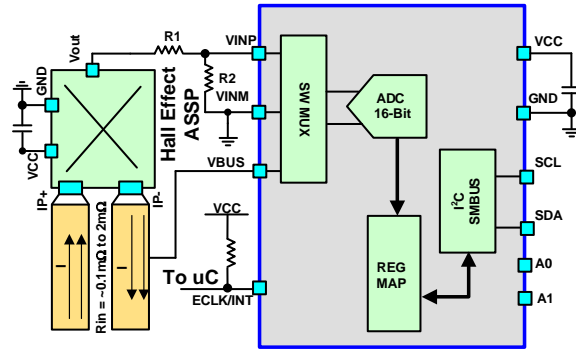 Vout
R1
VINP
VCC
GND
R2
SW MUX
ADC
16-Bit
Hall Effect
ASSP
VINM
GND
VCC
VBUS
SCL
I²C
SMBUS
IP+
IP-
VCC
SDA
I
Rin = ~0.1mΩ to 2mΩ
I
REG
MAP
A0
To uC
ECLK/INT
A1